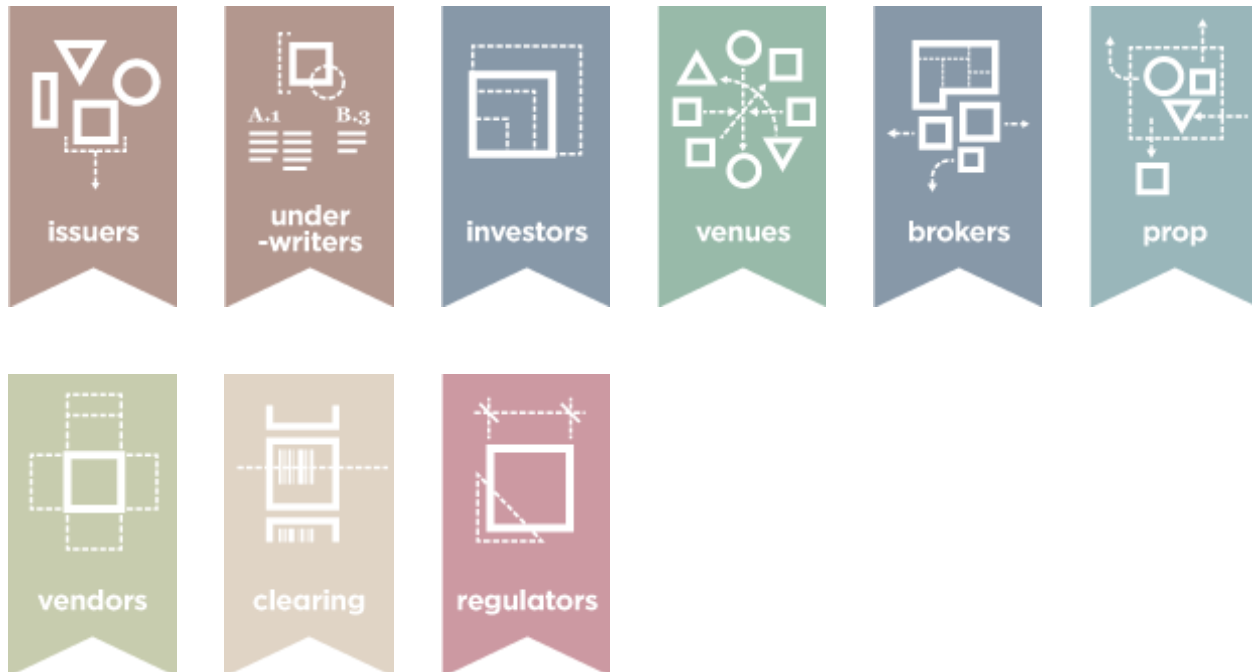 issuers
A.1 B.3
under
-writers
investors
venues
brokers
prop
vendors
clearing
regulators